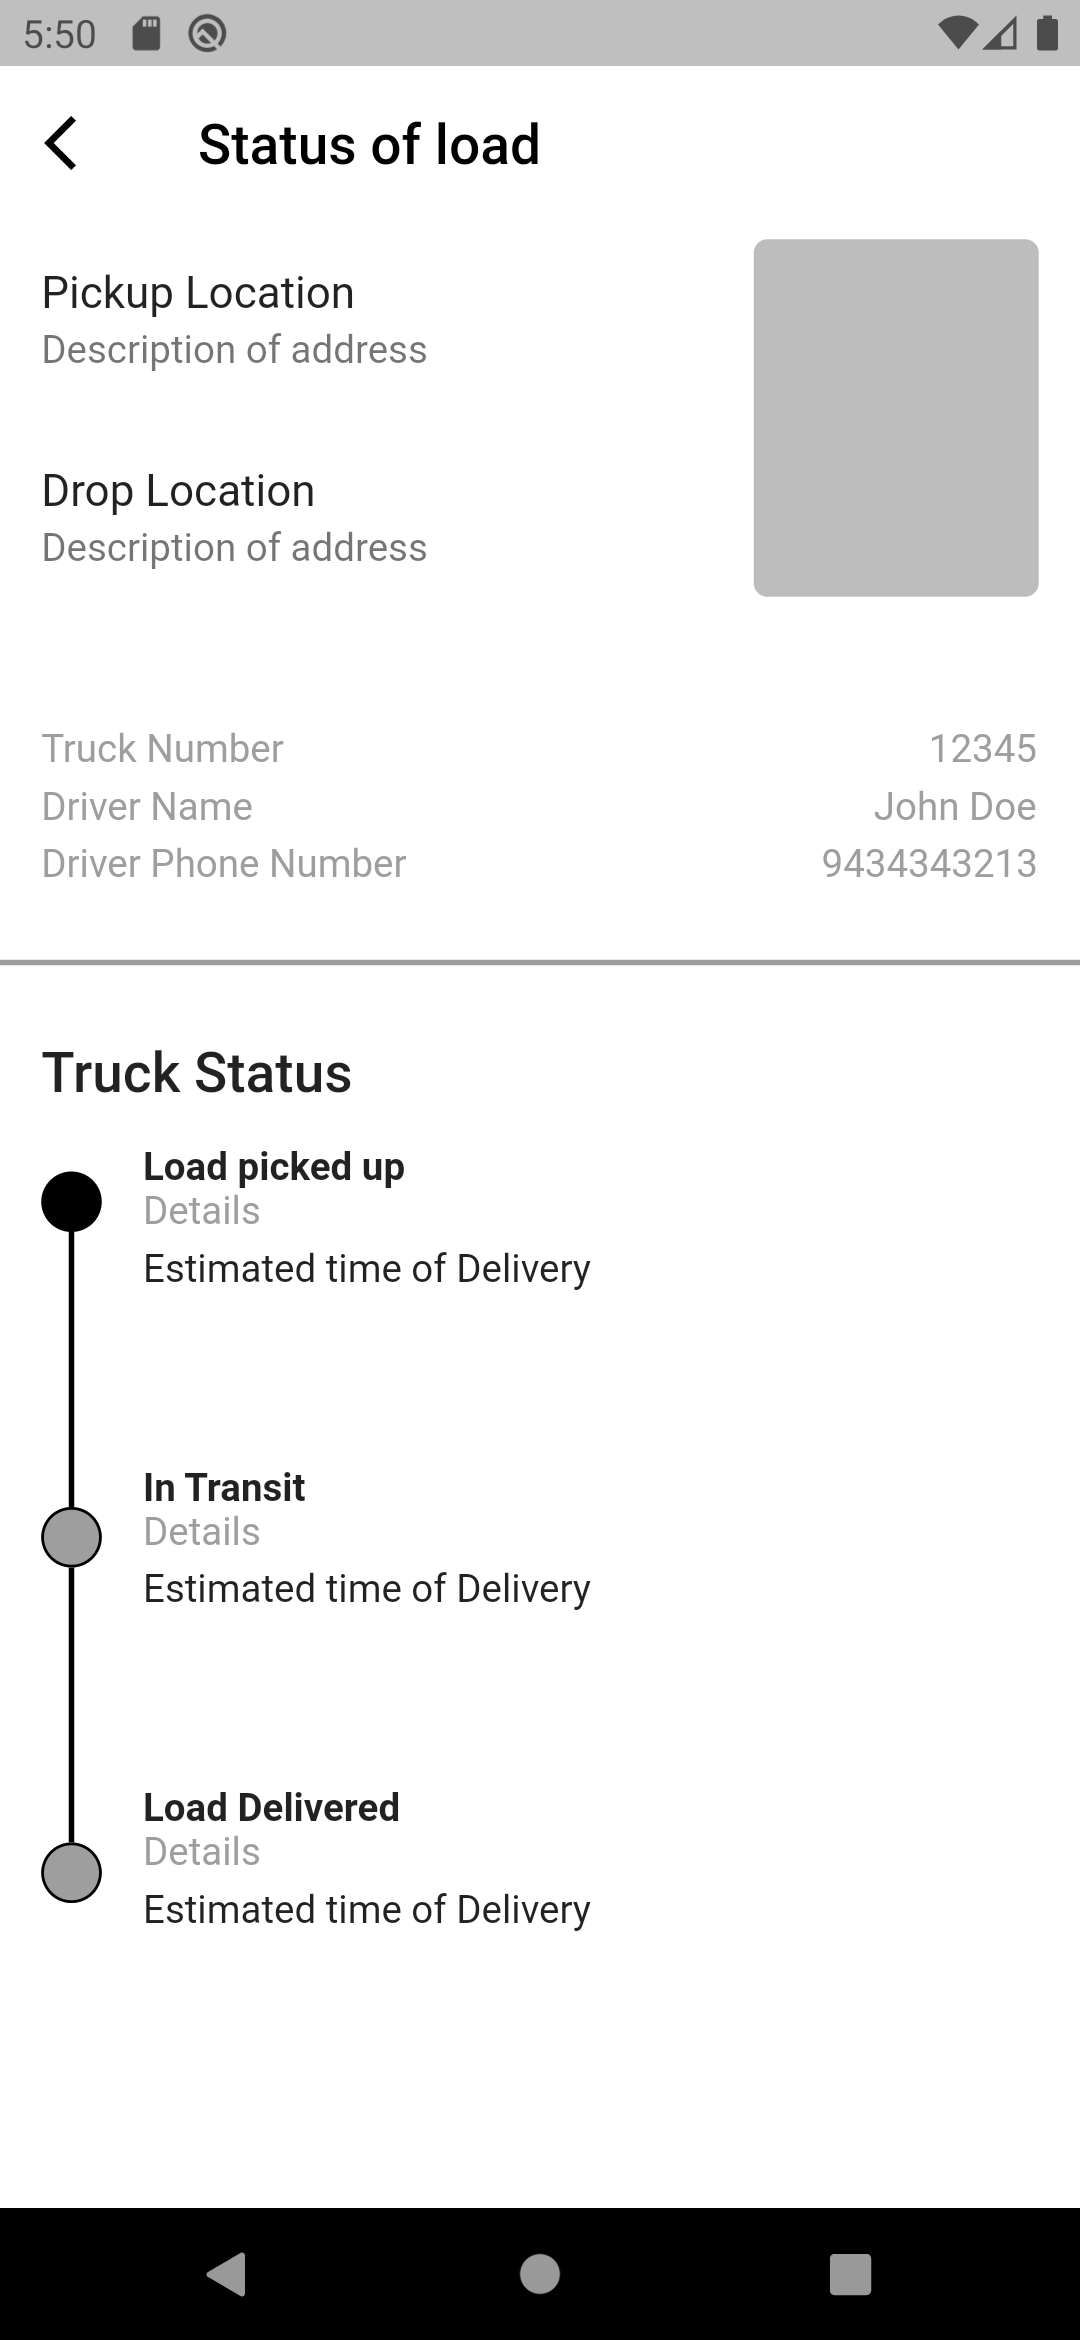 5:50
Status of load
Pickup Location
Description of address
Drop Location
Description of address
Truck Number 12345
Driver Name John Doe
Driver Phone Number 9434343213
Truck Status
Load picked up
Details
Estimated time of Delivery
In Transit
Details
Estimated time of Delivery
Load Delivered
Details
Estimated time of Delivery